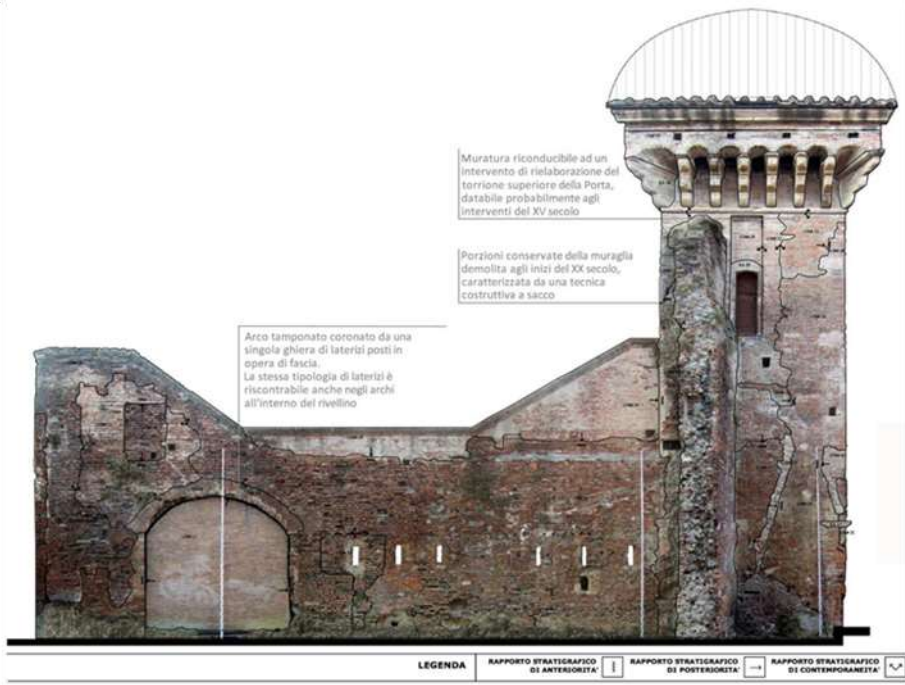 Muratura riconducibile ad un
intervento di rielaborazione del
torrione superiore della Porta,
databile probabilmente agli
interventi del XV secolo
Porzioni conservate della muraglia
demolita agli inizi del XX secolo,
caratterizzata da una tecnica
costruttiva a sacco
Arco tamponato coronato da una
singola ghiera di laterizi posti in
opera di fascia.
La stessa tipologia di laterizi è
riscontrabile anche negli archi
all'interno del rivellino
LEGENDA
RAPPORTO STRATIGRAFICO
DI ANTERIORITA'
RAPPORTO STRATIGRAFICO
DI POSTERIORITA'
RAPPORTO STRATIGRAFICO
DI CONTEMPORANEITA'